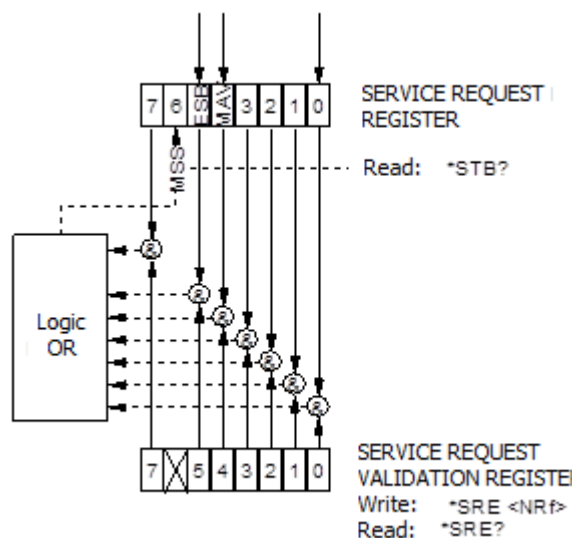 7 6 ESB MAV 3 2 1 0
SERVICE REQUEST
REGISTER
MSS
Read: *STB?
&
&
&
&
&
&
&
Logic
OR
7 5 4 3 2 1 0
SERVICE REQUEST
VALIDATION REGISTE
Write: *SRE <NRf>
Read: *SRE?